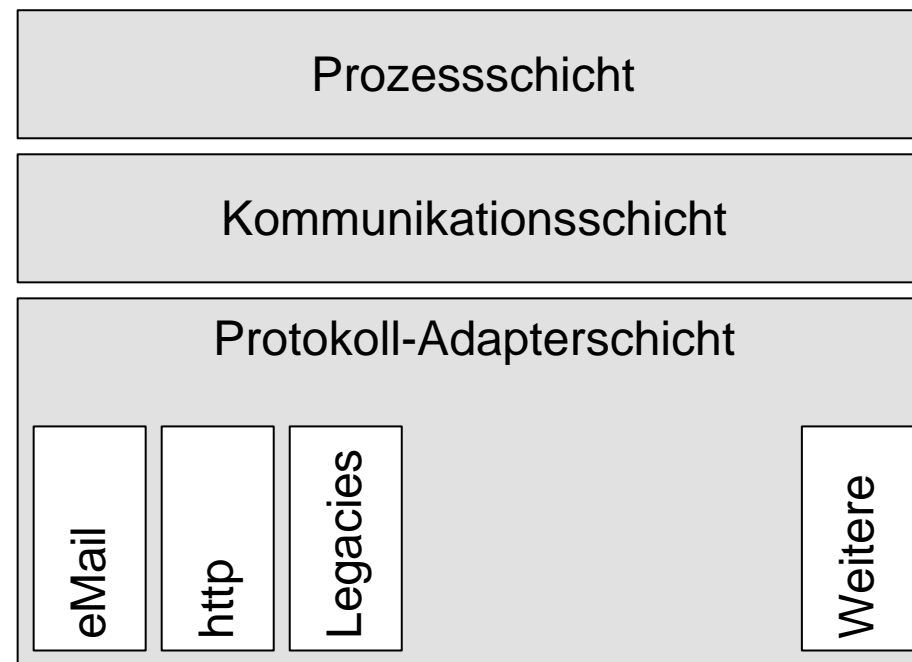 Prozessschicht
Kommunikationsschicht
Protokoll-Adapterschicht
eMail
http
Legacies
Weitere